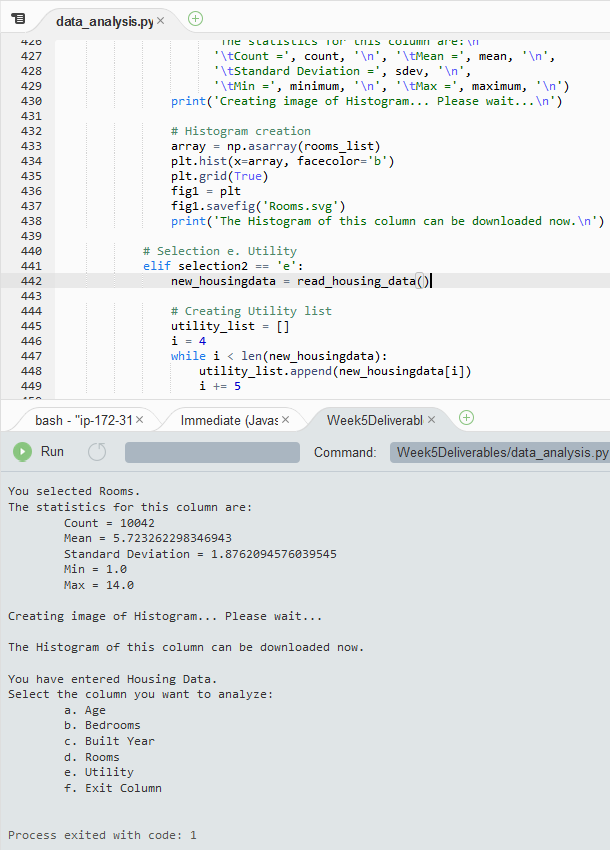 data_analysis.py ×
426 'The statistics for this column are:\n'
427 '\tCount =', count, '\n', '\tMean =', mean, '\n',
428 '\tStandard Deviation =', sdev, '\n',
429 '\tMin =', minimum, '\n', '\tMax =', maximum, '\n')
430 print('Creating image of Histogram... Please wait...\n')
431
432 # Histogram creation
433 array = np.asarray(rooms_list)
434 plt.hist(x=array, facecolor='b')
435 plt.grid(True)
436 fig1 = plt
437 fig1.savefig('Rooms.svg')
438 print('The Histogram of this column can be downloaded now.\n')
439
440 # Selection e. Utility
441 elif selection2 == 'e':
442 new_housingdata = read_housing_data()
443
444 # Creating Utility list
445 utility_list = []
446 i = 4
447 while i < len(new_housingdata):
448 utility_list.append(new_housingdata[i])
449 i += 5
bash - "ip-172-31 × Immediate (Javas × Week5Deliverabl ×
Run Command: Week5Deliverables/data_analysis.py
You selected Rooms.
The statistics for this column are:
Count = 10042
Mean = 5.723262298346943
Standard Deviation = 1.8762094576039545
Min = 1.0
Max = 14.0
Creating image of Histogram... Please wait...
The Histogram of this column can be downloaded now.
You have entered Housing Data.
Select the column you want to analyze:
a. Age
b. Bedrooms
c. Built Year
d. Rooms
e. Utility
f. Exit Column
Process exited with code: 1